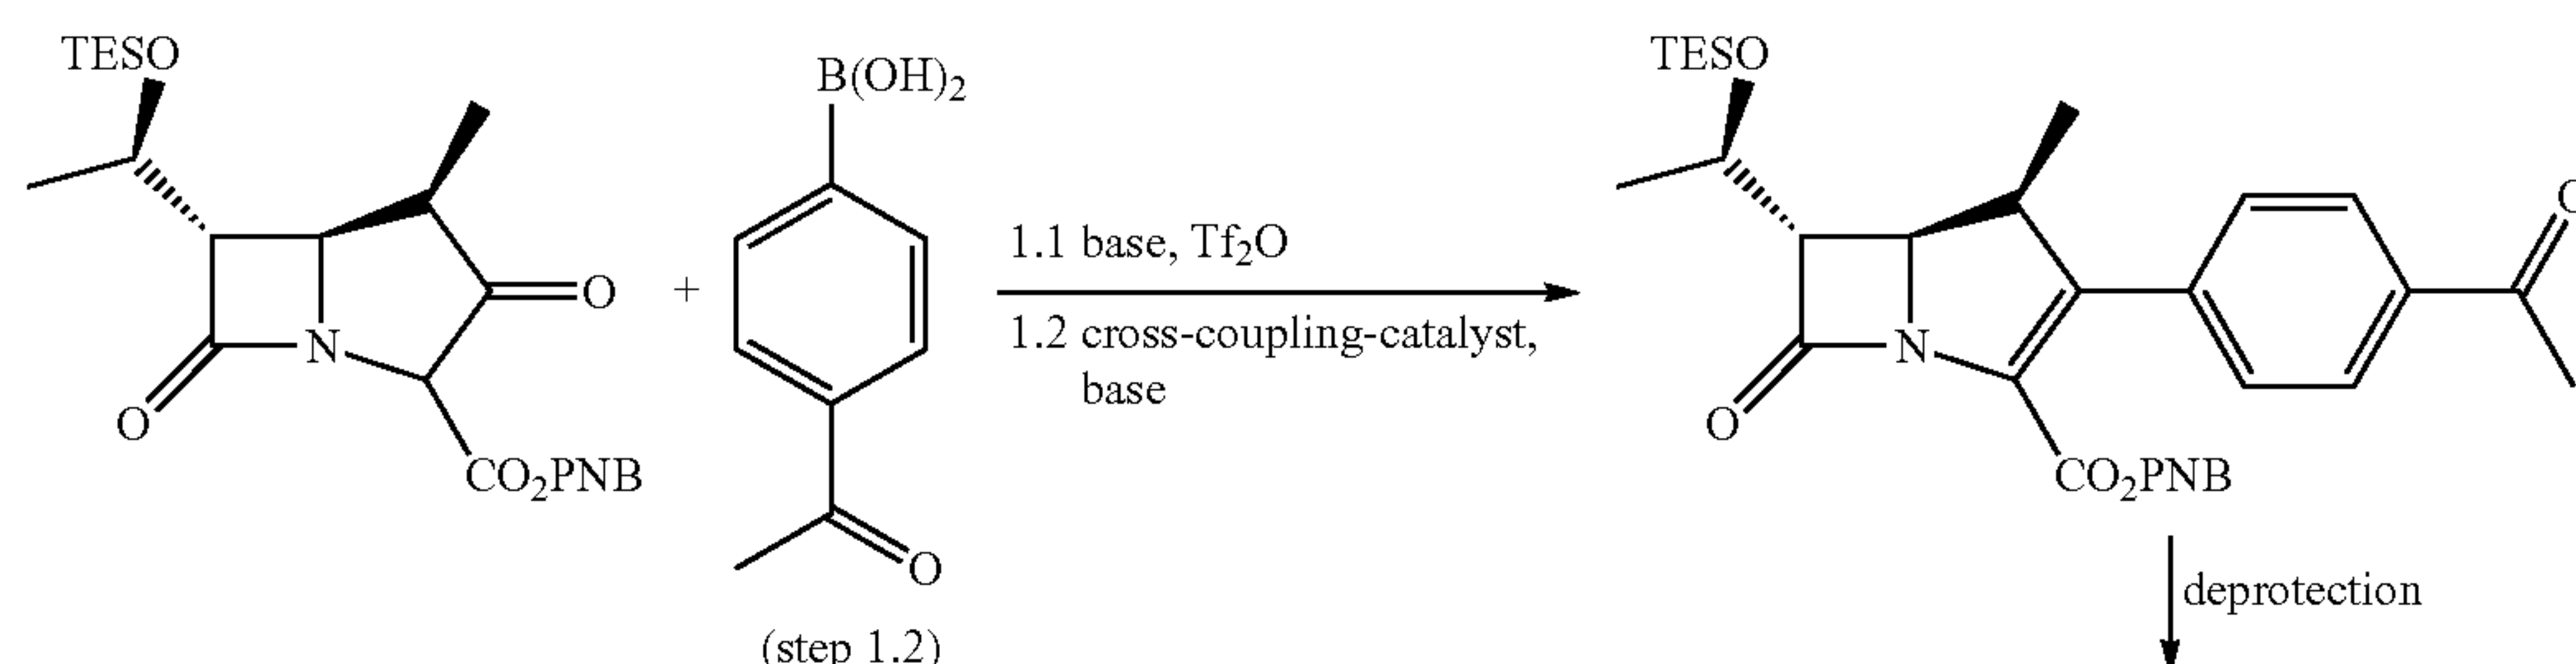 TESO
B(OH)₂
O
N
O
CO₂PNB
+
O
(step 1.2)
1.1 base, Tf₂O
1.2 cross-coupling-catalyst,
base
TESO
O
N
O
CO₂PNB
deprotection